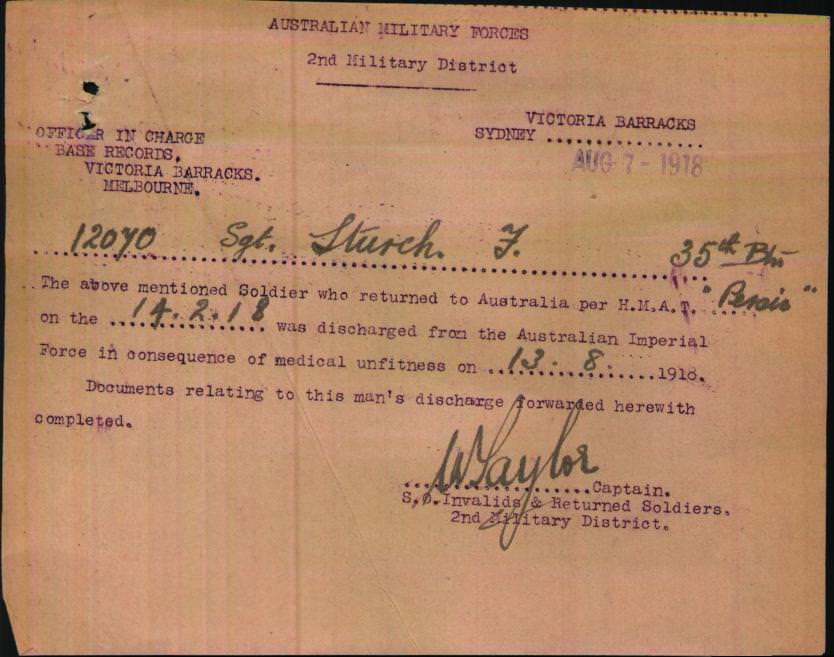 AUSTRALIAN MILITARY FORCES
2nd Military District
VICTORIA BARRACKS
SYDNEY ................
AUG 7 - 1918
OFFICER IN CHARGE
BASE RECORDS,
VICTORIA BARRACKS.
MELBOURNE.
12070 Sgt. Sturch. F. 35th Btn
The above mentioned Soldier who returned to Australia per H.M.A.T. "Persic"
on the 14.2.18 was discharged from the Australian Imperial
Force in consequence of medical unfitness on 13. 8. 1918.
Documents relating to this man's discharge forwarded herewith
completed.
WTaylor
Captain.
S.O. Invalids & Returned Soldiers.
2nd Military District.